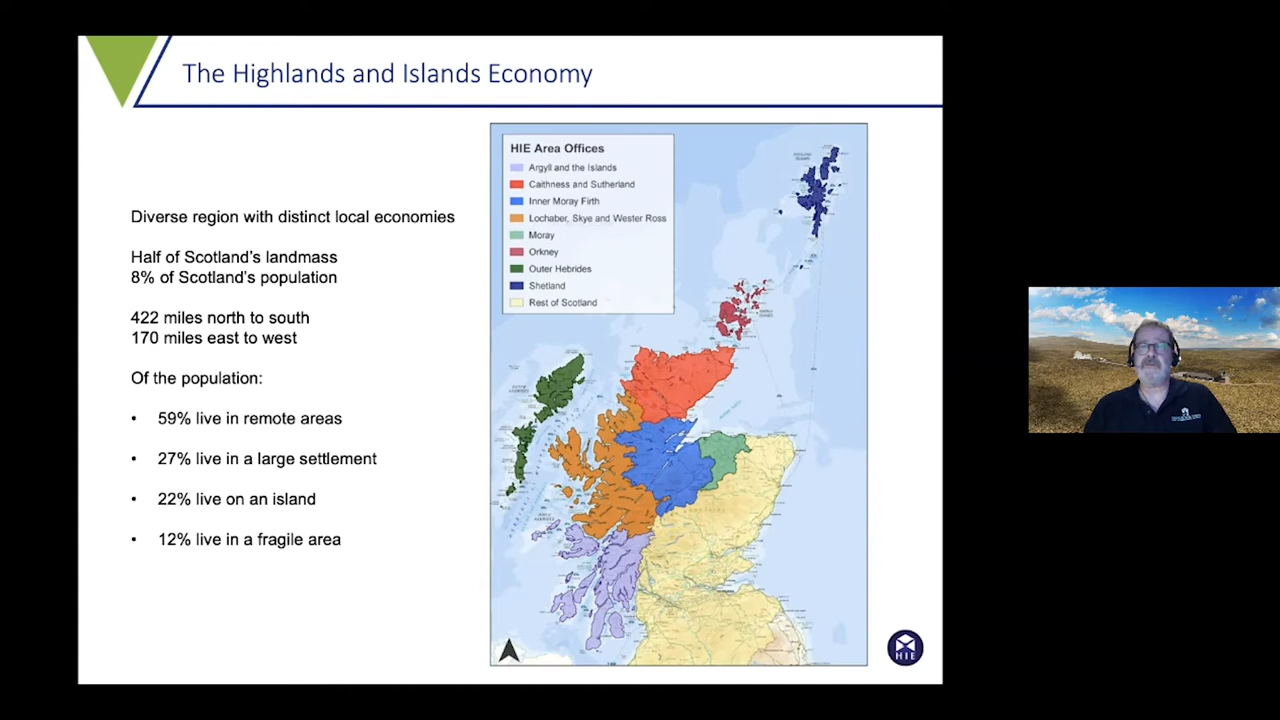 The Highlands and Islands Economy
Diverse region with distinct local economies
Half of Scotland's landmass
8% of Scotland's population
422 miles north to south
170 miles east to west
Of the population:
• 59% live in remote areas
• 27% live in a large settlement
• 22% live on an island
• 12% live in a fragile area
HIE Area Offices
Argyll and the Islands
Caithness and Sutherland
Inner Moray Firth
Lochaber, Skye and Wester Ross
Moray
Orkney
Outer Hebrides
Shetland
Rest of Scotland
HIE